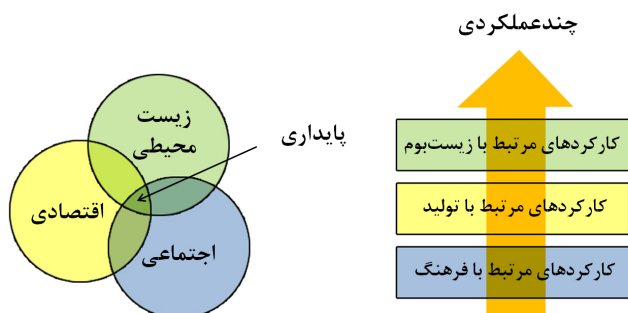 چندعملکردی
زیست
محیطی
پایداری
اقتصادی
اجتماعی
کارکردهای مرتبط با زیست‌بوم
کارکردهای مرتبط با تولید
کارکردهای مرتبط با فرهنگ